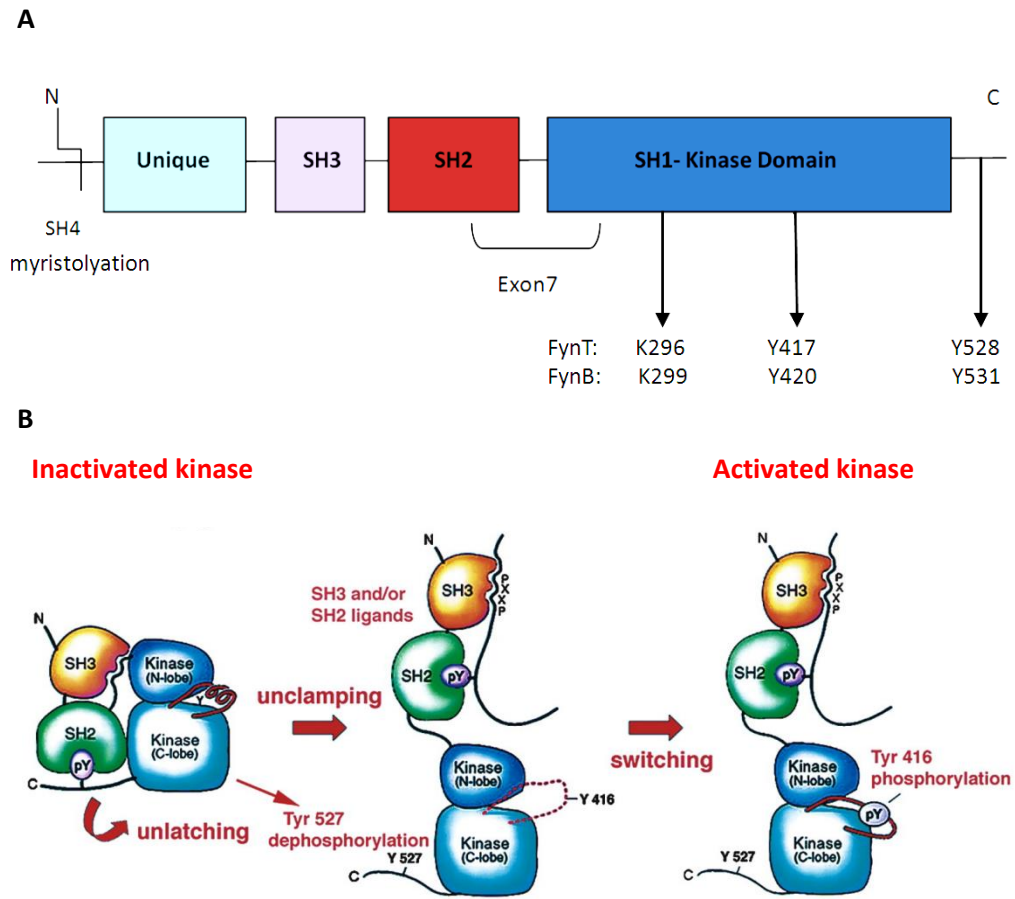 A
N
C
Unique
SH3
SH2
SH1- Kinase Domain
SH4
myristolyation
Exon7
FynT: K296 Y417 Y528
FynB: K299 Y420 Y531
B
Inactivated kinase
Activated kinase
N
SH3
Kinase
(N-lobe)
Y
SH2
pY
Kinase
(C-lobe)
C
unlatching
Tyr 527
dephosphorylation
unclamping
SH3 and/or
SH2 ligands
N
SH3
P
X
X
P
SH2
pY
Kinase
(N-lobe)
Y 416
Kinase
(C-lobe)
Y 527
C
switching
N
SH3
P
X
X
P
SH2
pY
Tyr 416
phosphorylation
Kinase
(N-lobe)
pY
Kinase
(C-lobe)
Y 527
C